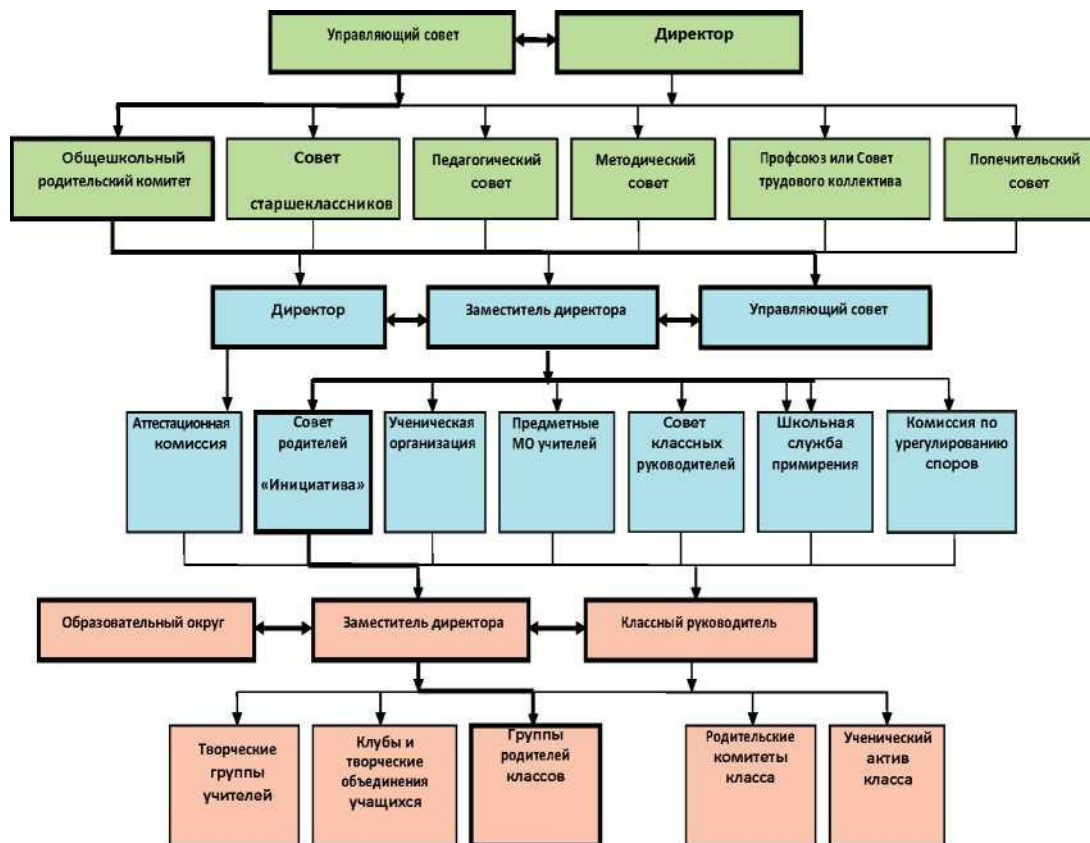 Управляющий совет
Директор
Общешкольный
родительский комитет
Совет
старшеклассников
Педагогический
совет
Методический
совет
Профсоюз или Совет
трудового коллектива
Попечительский
совет
Директор
Заместитель директора
Управляющий совет
Аттестационная
комиссия
Совет
родителей
«Инициатива»
Ученическая
организация
Предметные
МО учителей
Совет
классных
руководителей
Школьная
служба
примирения
Комиссия по
урегулированию
споров
Образовательный округ
Заместитель директора
Классный руководитель
Творческие
группы
учителей
Клубы и
творческие
объединения
учащихся
Группы
родителей
классов
Родительские
комитеты
класса
Ученический
актив
класса